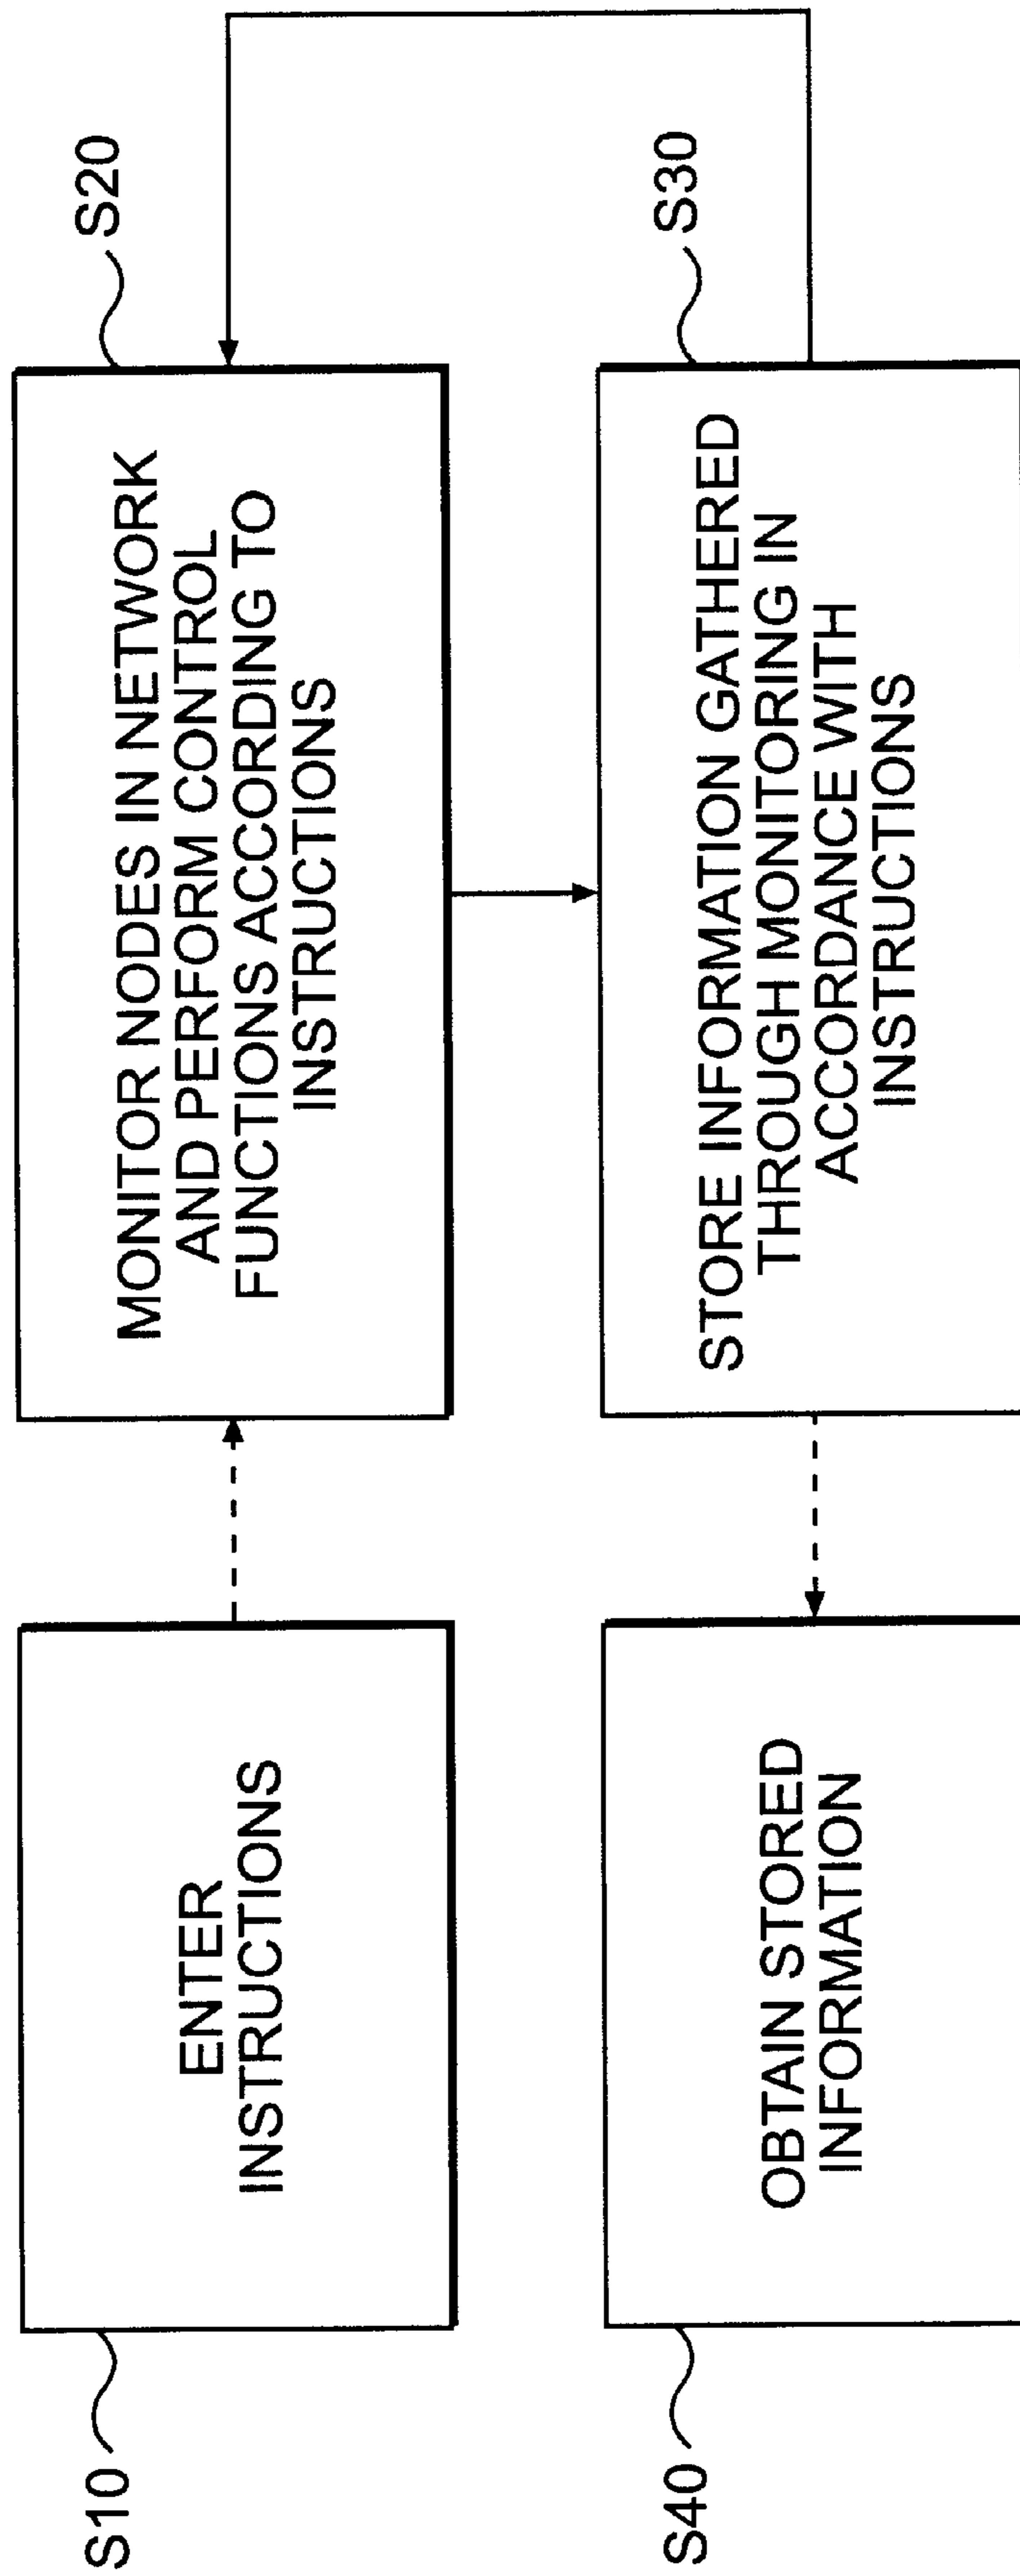 S10
ENTER
INSTRUCTIONS
S20
MONITOR NODES IN NETWORK
AND PERFORM CONTROL
FUNCTIONS ACCORDING TO
INSTRUCTIONS
S30
STORE INFORMATION GATHERED
THROUGH MONITORING IN
ACCORDANCE WITH
INSTRUCTIONS
S40
OBTAIN STORED
INFORMATION